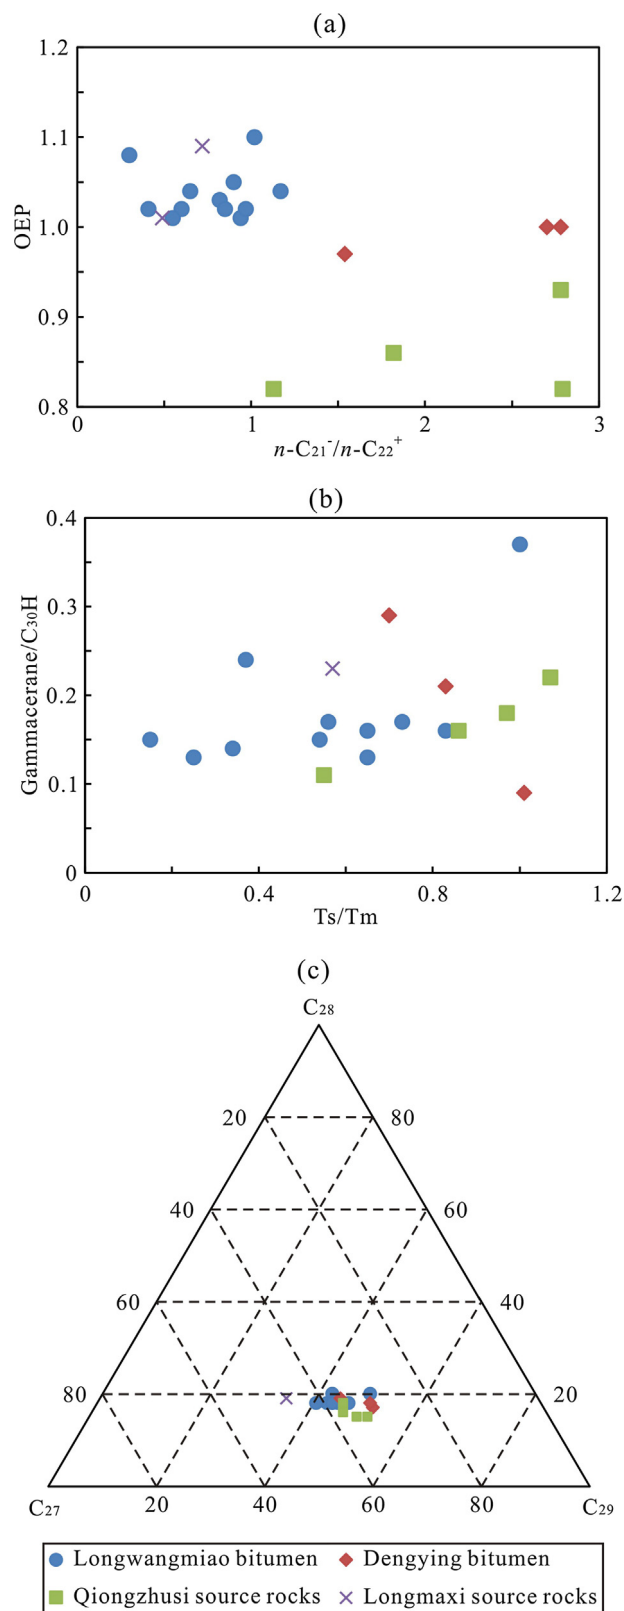 (a)
1.2
1.1
1.0
0.9
0.8
OEP
0 1 2 3
n-C₂₁⁻/n-C₂₂⁺
(b)
0.4
0.3
0.2
0.1
0
Gammacerane/C₃₀H
0 0.4 0.8 1.2
Ts/Tm
(c)
C₂₈
20 80
40 60
60 40
80 20
C₂₇ 20 40 60 80 C₂₉
Longwangmiao bitumen Dengying bitumen
Qiongzhusi source rocks Longmaxi source rocks